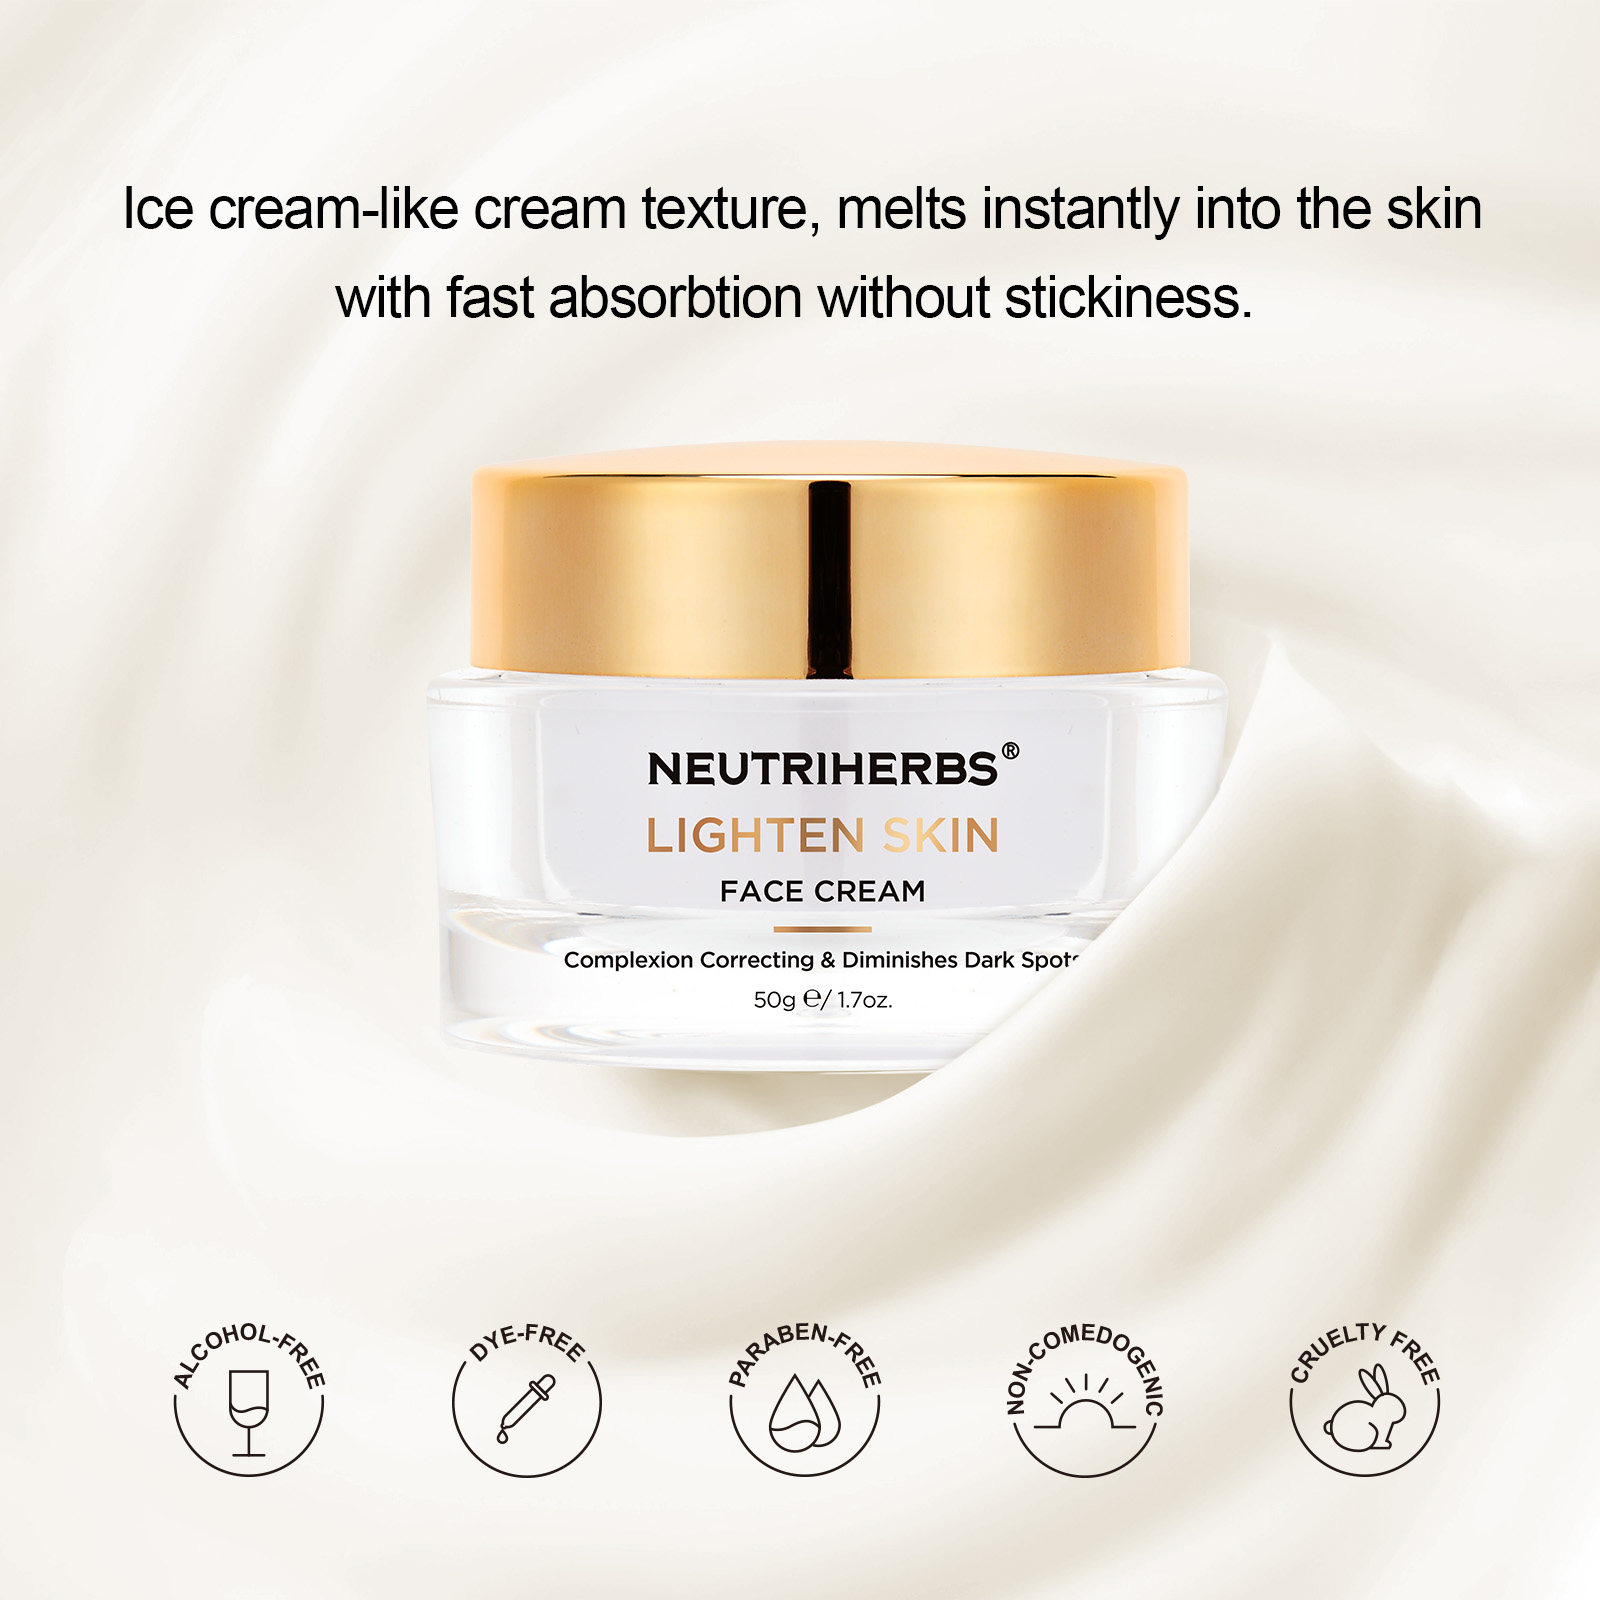 Ice cream-like cream texture, melts instantly into the skin
with fast absorbtion without stickiness.
NEUTRIHERBS®
LIGHTEN SKIN
FACE CREAM
Complexion Correcting & Diminishes Dark Spots
50g ℮/ 1.7oz.
ALCOHOL-FREE
DYE-FREE
PARABEN-FREE
NON-COMEDOGENIC
CRUELTY FREE